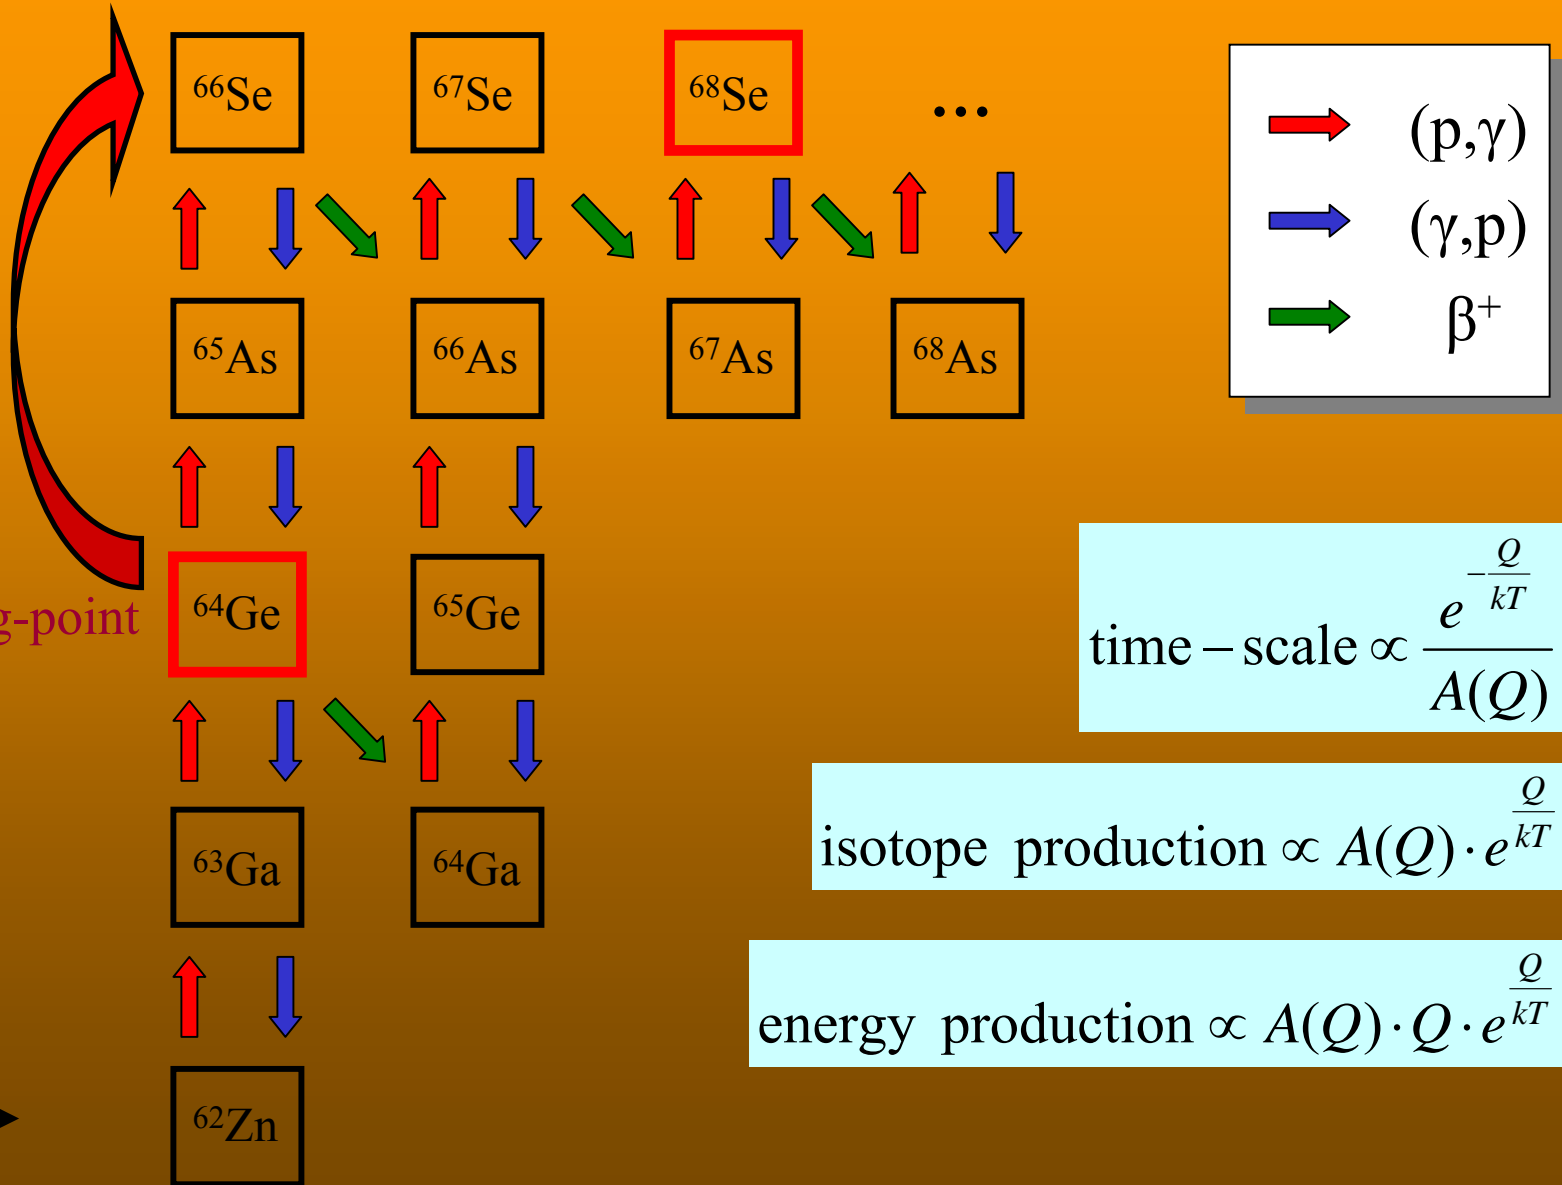 ⁶⁶Se ⁶⁷Se ⁶⁸Se ...
(p,γ)
(γ,p)
β⁺
⁶⁵As ⁶⁶As ⁶⁷As ⁶⁸As
g-point ⁶⁴Ge ⁶⁵Ge
time – scale ∝ e^(-Q/kT) / A(Q)
⁶³Ga ⁶⁴Ga
isotope production ∝ A(Q) · e^(Q/kT)
energy production ∝ A(Q) · Q · e^(Q/kT)
⁶²Zn